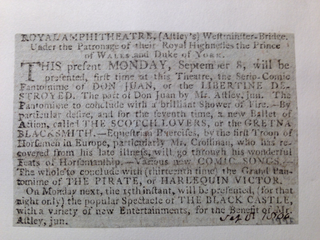 ROYAL AMPHITHEATRE, (Astley's) Westminster-Bridge.
Under the Patronage of their Royal Highnesses the Prince
of WALES and Duke of YORK.
THIS present MONDAY, September 8, will be
presented, first time at this Theatre, the Serio-Comic
Pantomime of DON JUAN, or the LIBERTINE DE-
STROYED. The part of Don Juan by Mr. Astley, jun. The
Pantomime to conclude with a brilliant Shower of Fire.—By
particular desire, and for the seventh time, a new Ballet of
Action, called THE SCOTCH LOVERS, or the GRETNA
BLACKSMITH.—Equestrian Exercises, by the first Troop of
Horsemen in Europe, particularly Mr. Crossman, who has re-
covered from his late illness, will go through his wonderful
Feats of Horsemanship.—Various new COMIC SONGS.—
The whole to conclude with (thirteenth time) the Grand Pan-
tomime of THE PIRATE, or HARLEQUIN VICTOR.
On Monday next, the 15th instant, will be presented, (for that
night only) the popular Spectacle of THE BLACK CASTLE,
with a variety of new Entertainments, for the Benefit of Mr.
Astley, jun. Sept